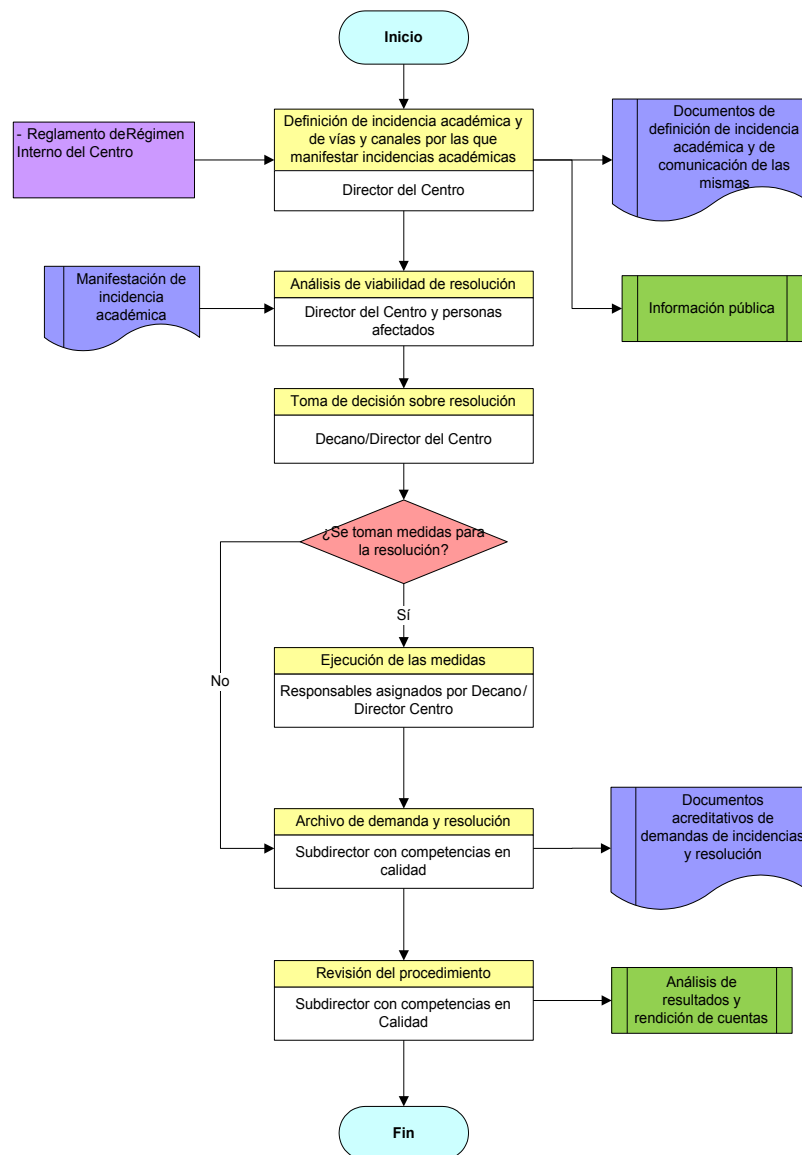 Inicio
- Reglamento deRégimen
Interno del Centro
Definición de incidencia académica y
de vías y canales por las que
manifestar incidencias académicas
Director del Centro
Documentos de
definición de incidencia
académica y de
comunicación de las
mismas
Manifestación de
incidencia
académica
Análisis de viabilidad de resolución
Director del Centro y personas
afectados
Información pública
Toma de decisión sobre resolución
Decano/Director del Centro
¿Se toman medidas para
la resolución?
Sí
No
Ejecución de las medidas
Responsables asignados por Decano/
Director Centro
Archivo de demanda y resolución
Subdirector con competencias en
calidad
Documentos
acreditativos de
demandas de incidencias
y resolución
Revisión del procedimiento
Subdirector con competencias en
Calidad
Análisis de
resultados y
rendición de cuentas
Fin